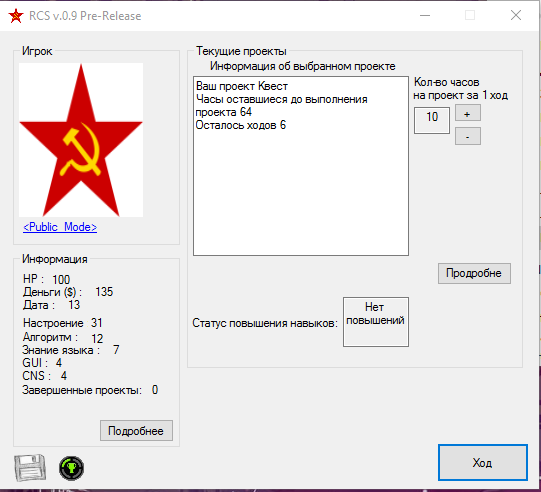 RCS v.0.9 Pre-Release
Игрок
<Public_Mode>
Информация
HP : 100
Деньги ($) : 135
Дата : 13
Настроение 31
Алгоритм : 12
Знание языка : 7
GUI : 4
CNS : 4
Завершенные проекты: 0
Подробнее
Текущие проекты
Информация об выбранном проекте
Ваш проект Квест
Часы оставшиеся до выполнения
проекта 64
Осталось ходов 6
Кол-во часов
на проект за 1 ход
10
+
-
Продробне
Статус повышения навыков:
Нет
повышений
Ход